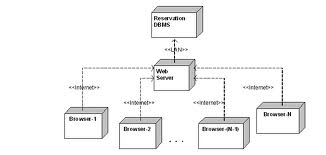 Reservation
DBMS
<<LAN>>
Web
Server
<<Internet>>
<<Internet>>
<<Internet>>
<<Internet>>
Browser-1
Browser-2
. . .
Browser-(N-1)
Browser-N